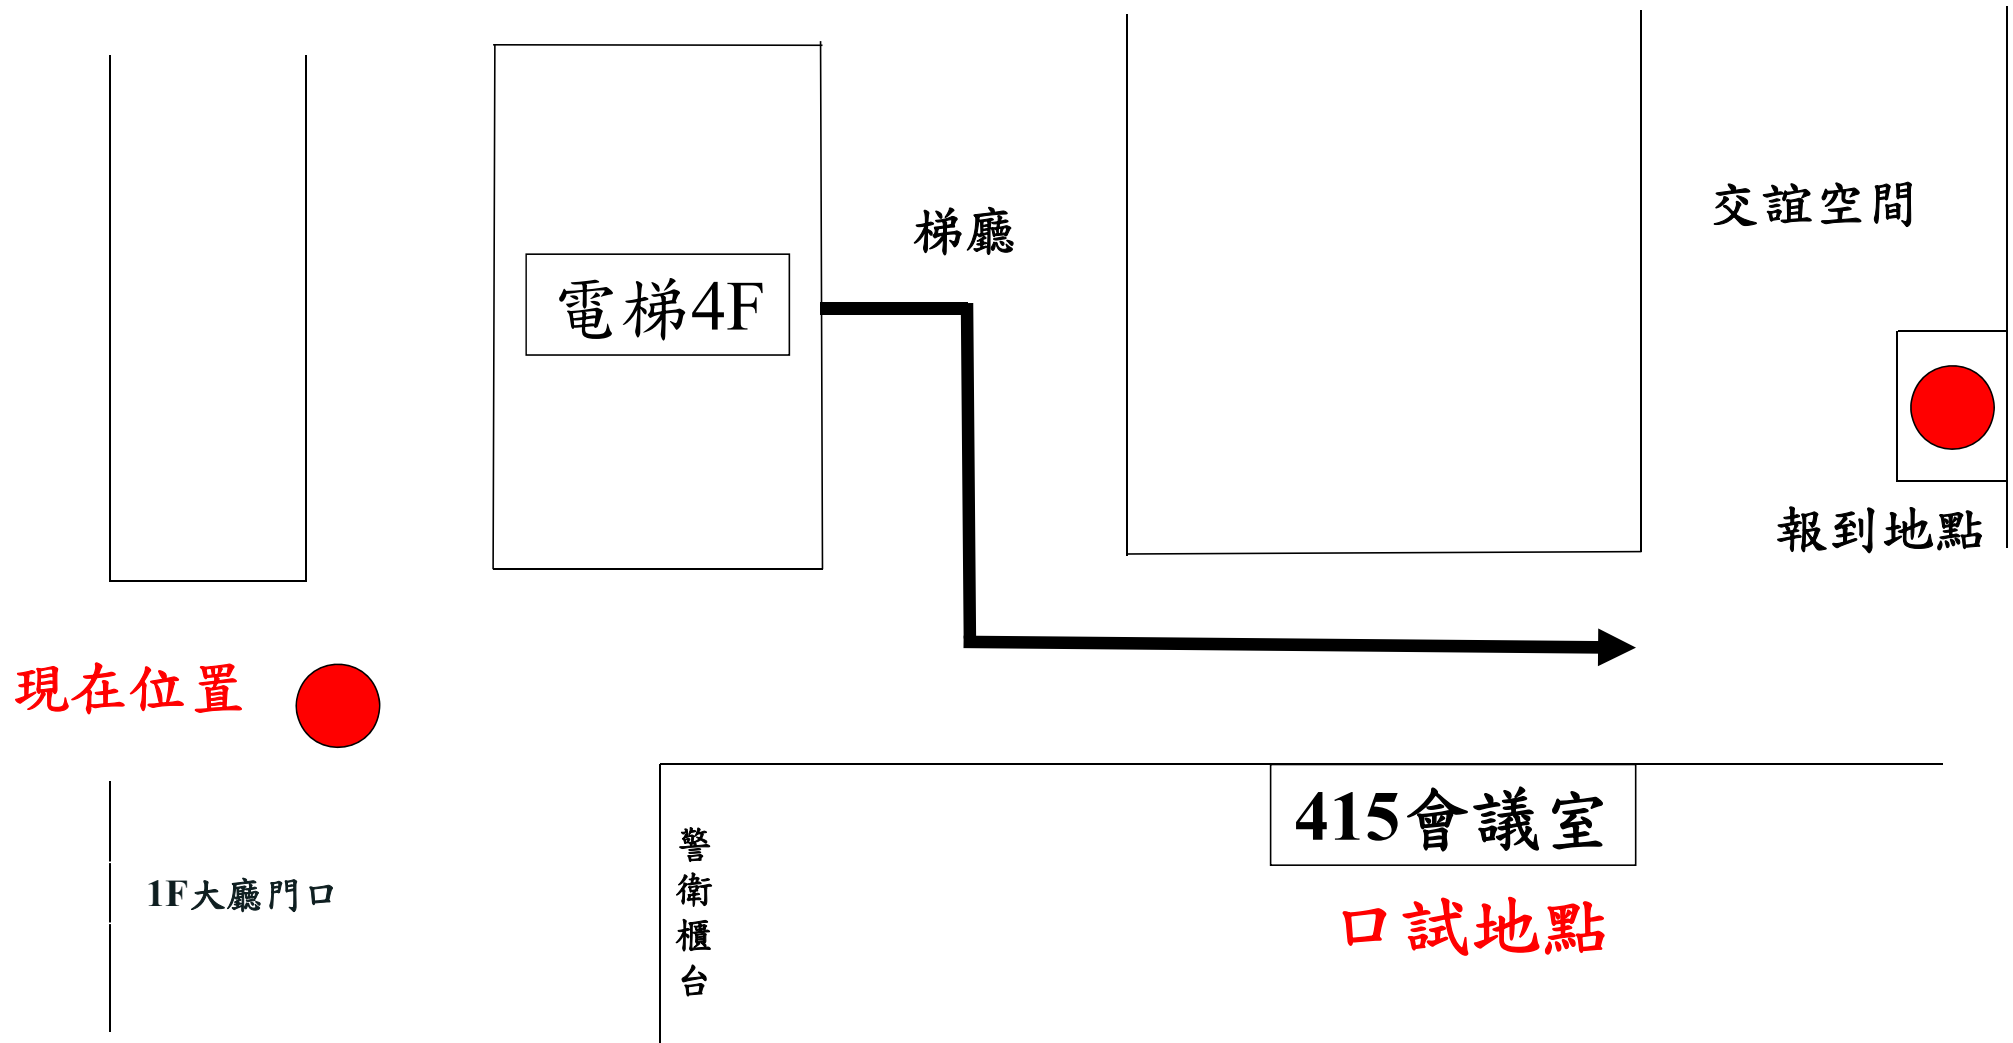 交誼空間
梯廳
電梯4F
報到地點
現在位置
415會議室
警衛櫃台
1F大廳門口
口試地點